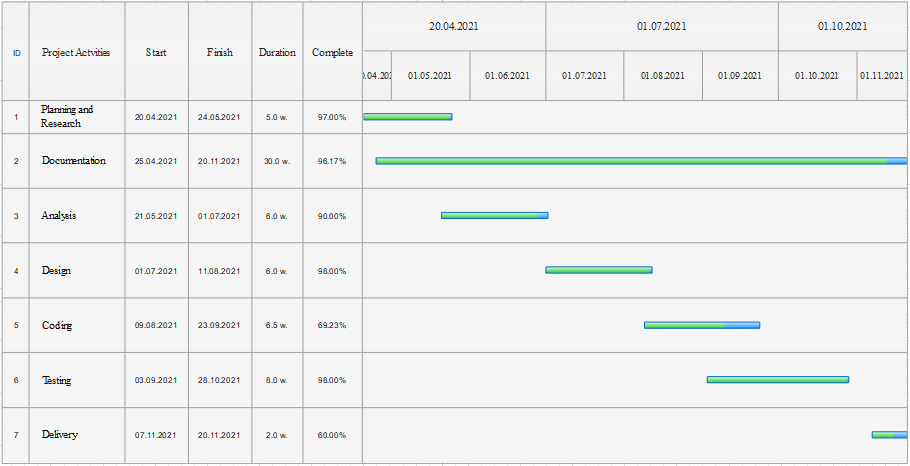 20.04.2021 01.07.2021 01.10.2021
ID Project Actvities Start Finish Duration Complete
01.05.2021 01.06.2021 01.07.2021 01.08.2021 01.09.2021 01.10.2021 01.11.2021
1 Planning and Research 20.04.2021 24.05.2021 5.0 w. 97.00%
2 Documentation 25.04.2021 20.11.2021 30.0 w. 96.17%
3 Analysis 21.05.2021 01.07.2021 6.0 w. 90.00%
4 Design 01.07.2021 11.08.2021 6.0 w. 98.00%
5 Coding 09.08.2021 23.09.2021 6.5 w. 69.23%
6 Testing 03.09.2021 28.10.2021 8.0 w. 98.00%
7 Delivery 07.11.2021 20.11.2021 2.0 w. 60.00%